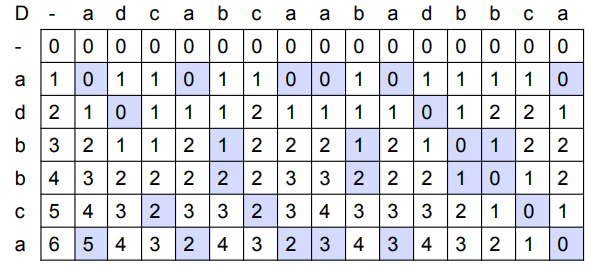 D - a d c a b c a a b a d b b c a
- 0 0 0 0 0 0 0 0 0 0 0 0 0 0 0 0
a 1 0 1 1 0 1 1 0 0 1 0 1 1 1 1 0
d 2 1 0 1 1 1 2 1 1 1 1 0 1 2 2 1
b 3 2 1 1 2 1 2 2 2 1 2 1 0 1 2 2
b 4 3 2 2 2 2 2 3 3 2 2 2 1 0 1 2
c 5 4 3 2 3 3 2 3 4 3 3 3 2 1 0 1
a 6 5 4 3 2 4 3 2 3 4 3 4 3 2 1 0